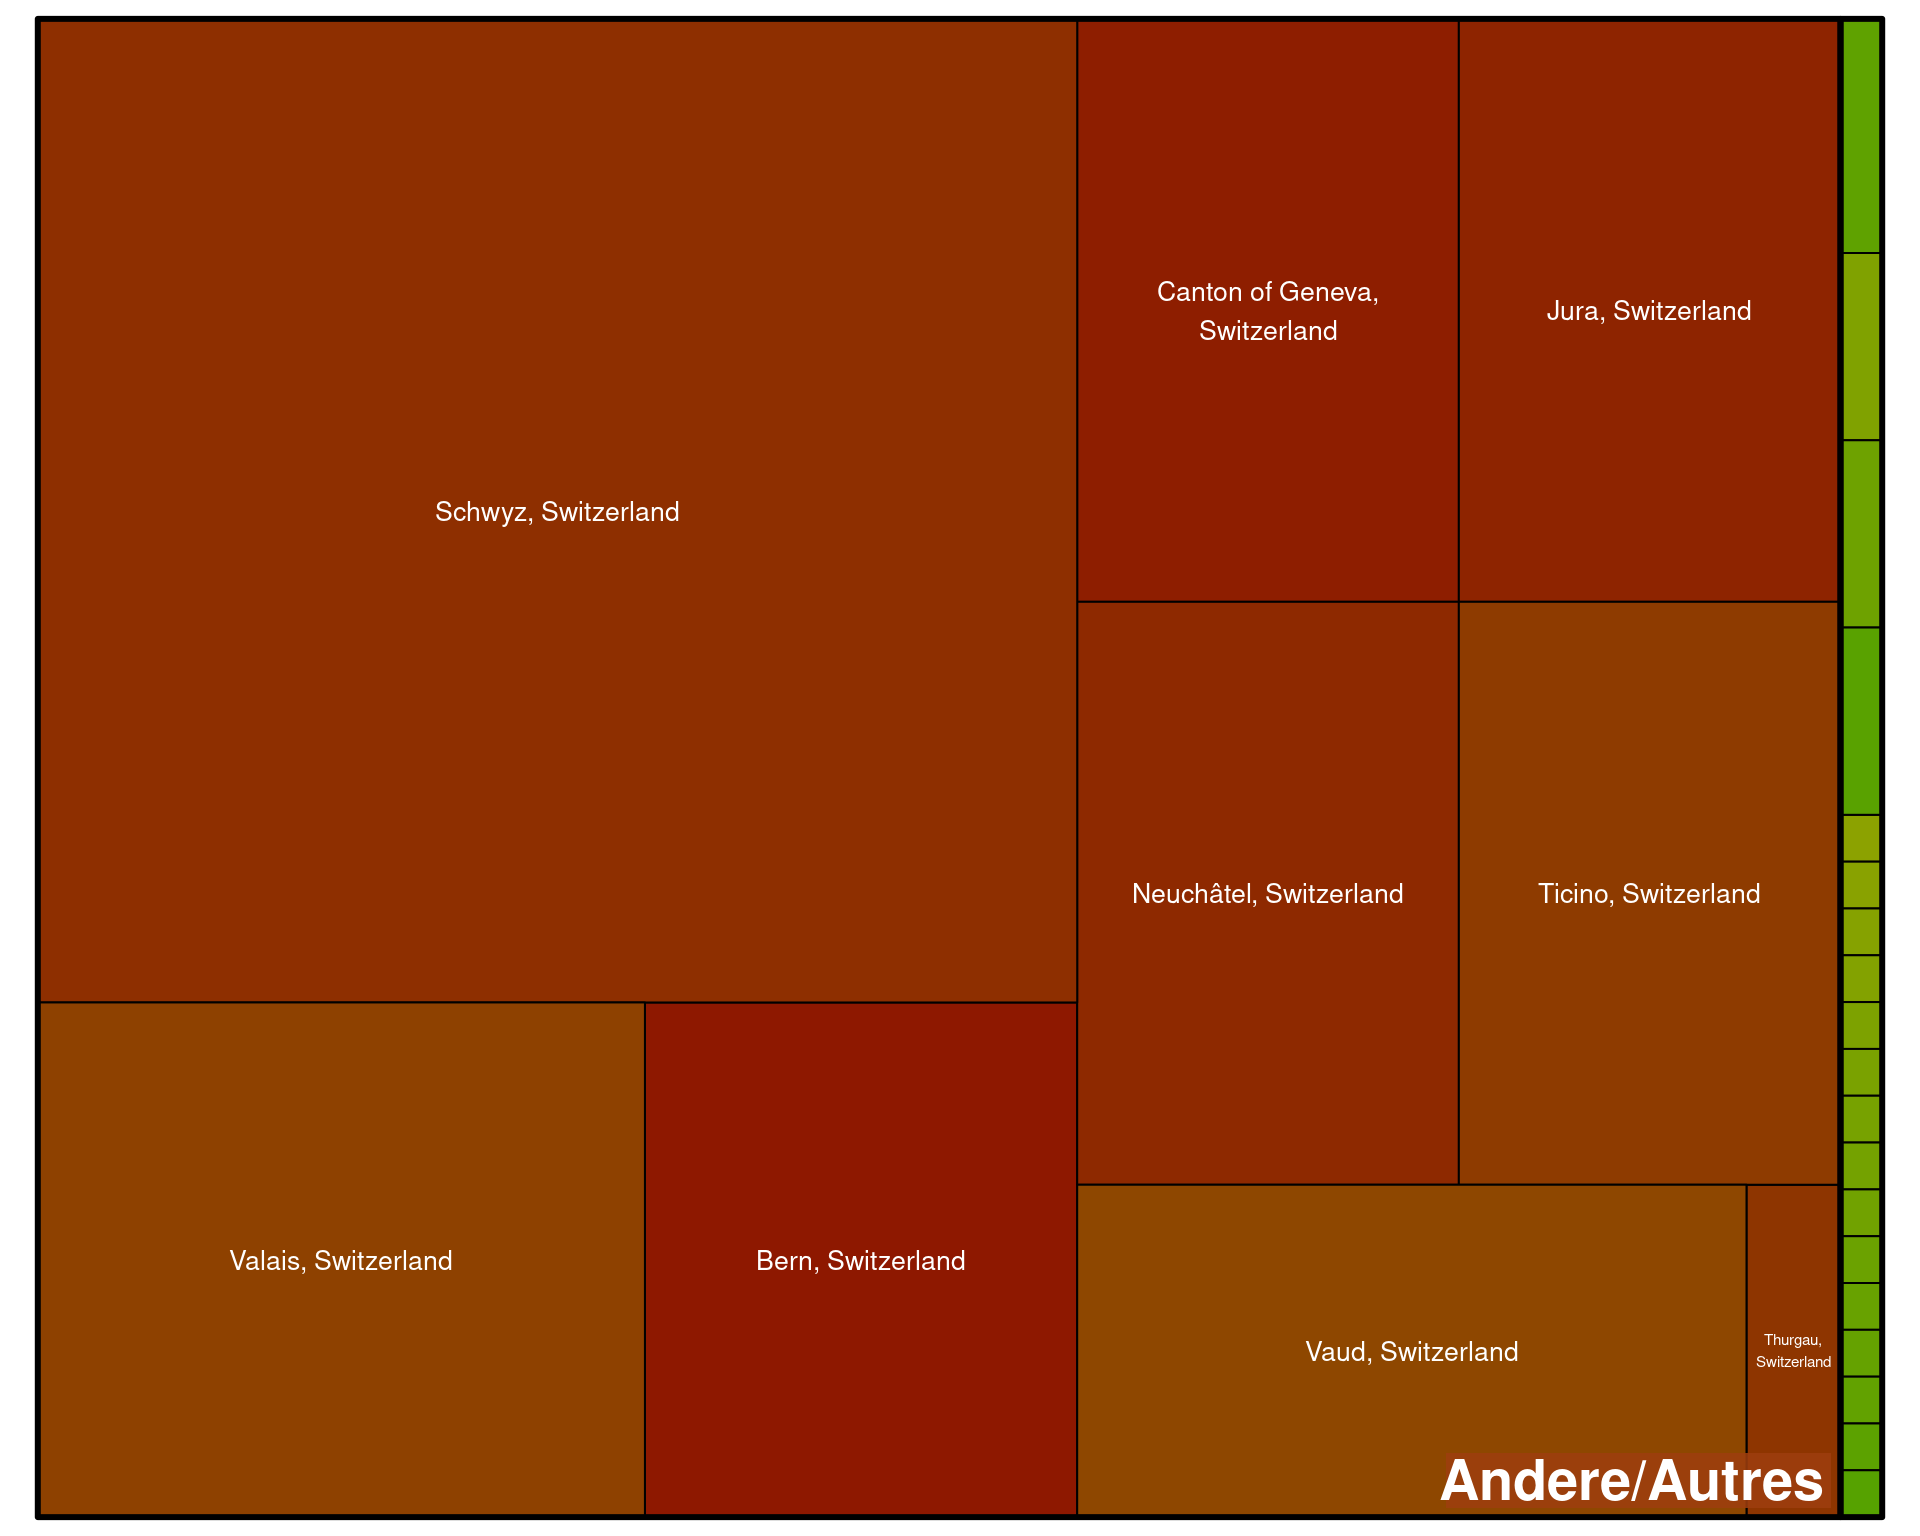 Schwyz, Switzerland
Canton of Geneva,
Switzerland
Jura, Switzerland
Neuchâtel, Switzerland
Ticino, Switzerland
Valais, Switzerland
Bern, Switzerland
Vaud, Switzerland
Thurgau,
Switzerland
Andere/Autres